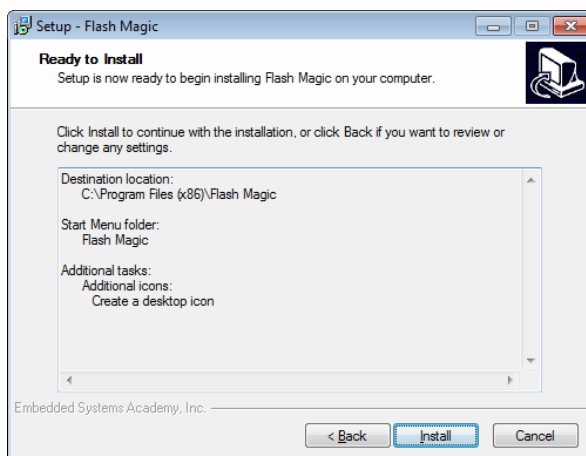 Setup - Flash Magic
Ready to Install
Setup is now ready to begin installing Flash Magic on your computer.
Click Install to continue with the installation, or click Back if you want to review or
change any settings.
Destination location:
C:\Program Files (x86)\Flash Magic
Start Menu folder:
Flash Magic
Additional tasks:
Additional icons:
Create a desktop icon
Embedded Systems Academy, Inc.
< Back
Install
Cancel